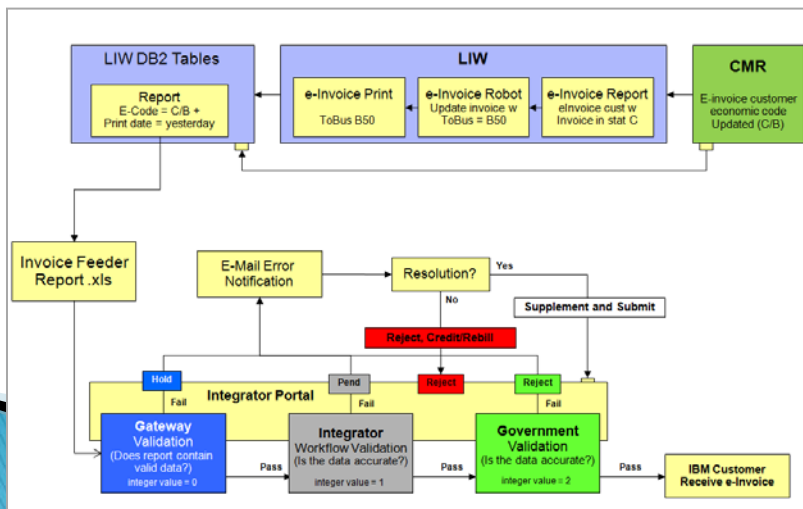 LIW DB2 Tables
Report
E-Code = C/B +
Print date = yesterday
LIW
e-Invoice Print
ToBus B50
e-Invoice Robot
Update invoice w
ToBus = B50
e-Invoice Report
eInvoice cust w
Invoice in stat C
CMR
E-invoice customer
economic code
Updated (C/B)
Invoice Feeder
Report .xls
E-Mail Error
Notification
Resolution?
Yes
No
Supplement and Submit
Reject, Credit/Rebill
Hold
Pend
Reject
Reject
Integrator Portal
Fail
Fail
Fail
Gateway
Validation
(Does report contain
valid data?)
integer value = 0
Pass
Integrator
Workflow Validation
(Is the data accurate?)
integer value = 1
Pass
Government
Validation
(Is the data accurate?)
integer value = 2
Pass
IBM Customer
Receive e-Invoice